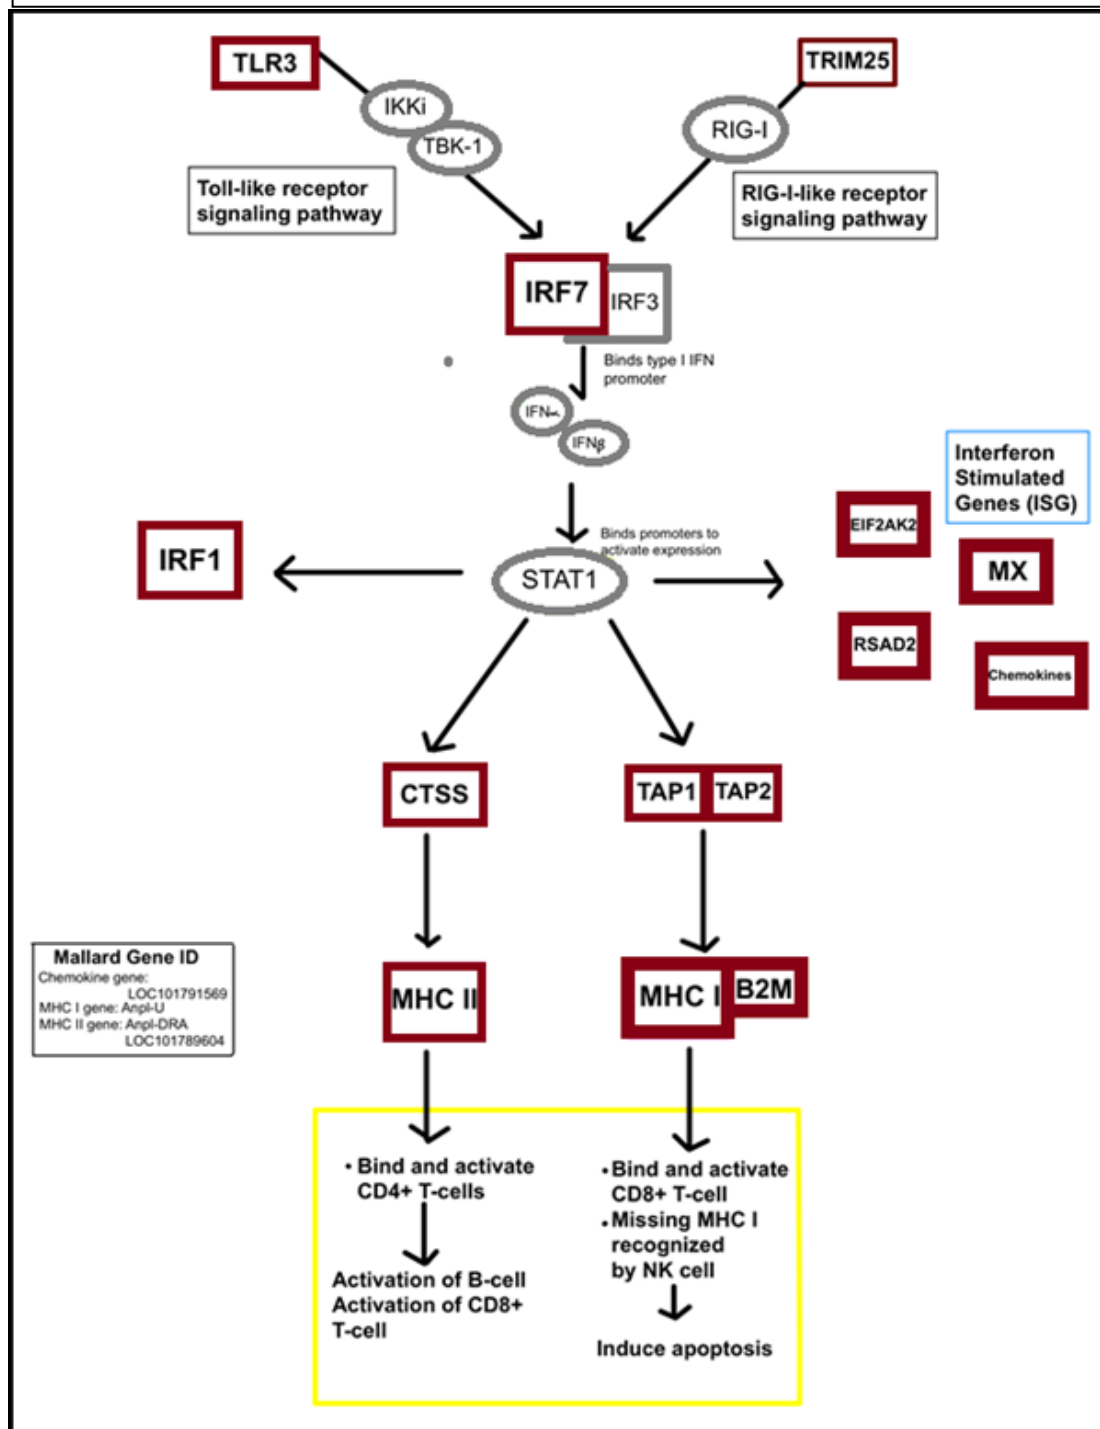 TLR3
TRIM25
IKKi
TBK-1
RIG-I
Toll-like receptor
signaling pathway
RIG-I-like receptor
signaling pathway
IRF7
IRF3
Binds type I IFN
promoter
IFNα
IFNβ
Interferon
Stimulated
Genes (ISG)
EIF2AK2
MX
RSAD2
Chemokines
Binds promoters to
activate expression
IRF1
STAT1
CTSS
TAP1
TAP2
Mallard Gene ID
Chemokine gene:
LOC101791569
MHC I gene: Anpl-U
MHC II gene: Anpl-DRA
LOC101789604
MHC II
MHC I
B2M
• Bind and activate
CD4+ T-cells
Activation of B-cell
Activation of CD8+
T-cell
• Bind and activate
CD8+ T-cell
• Missing MHC I
recognized
by NK cell
Induce apoptosis